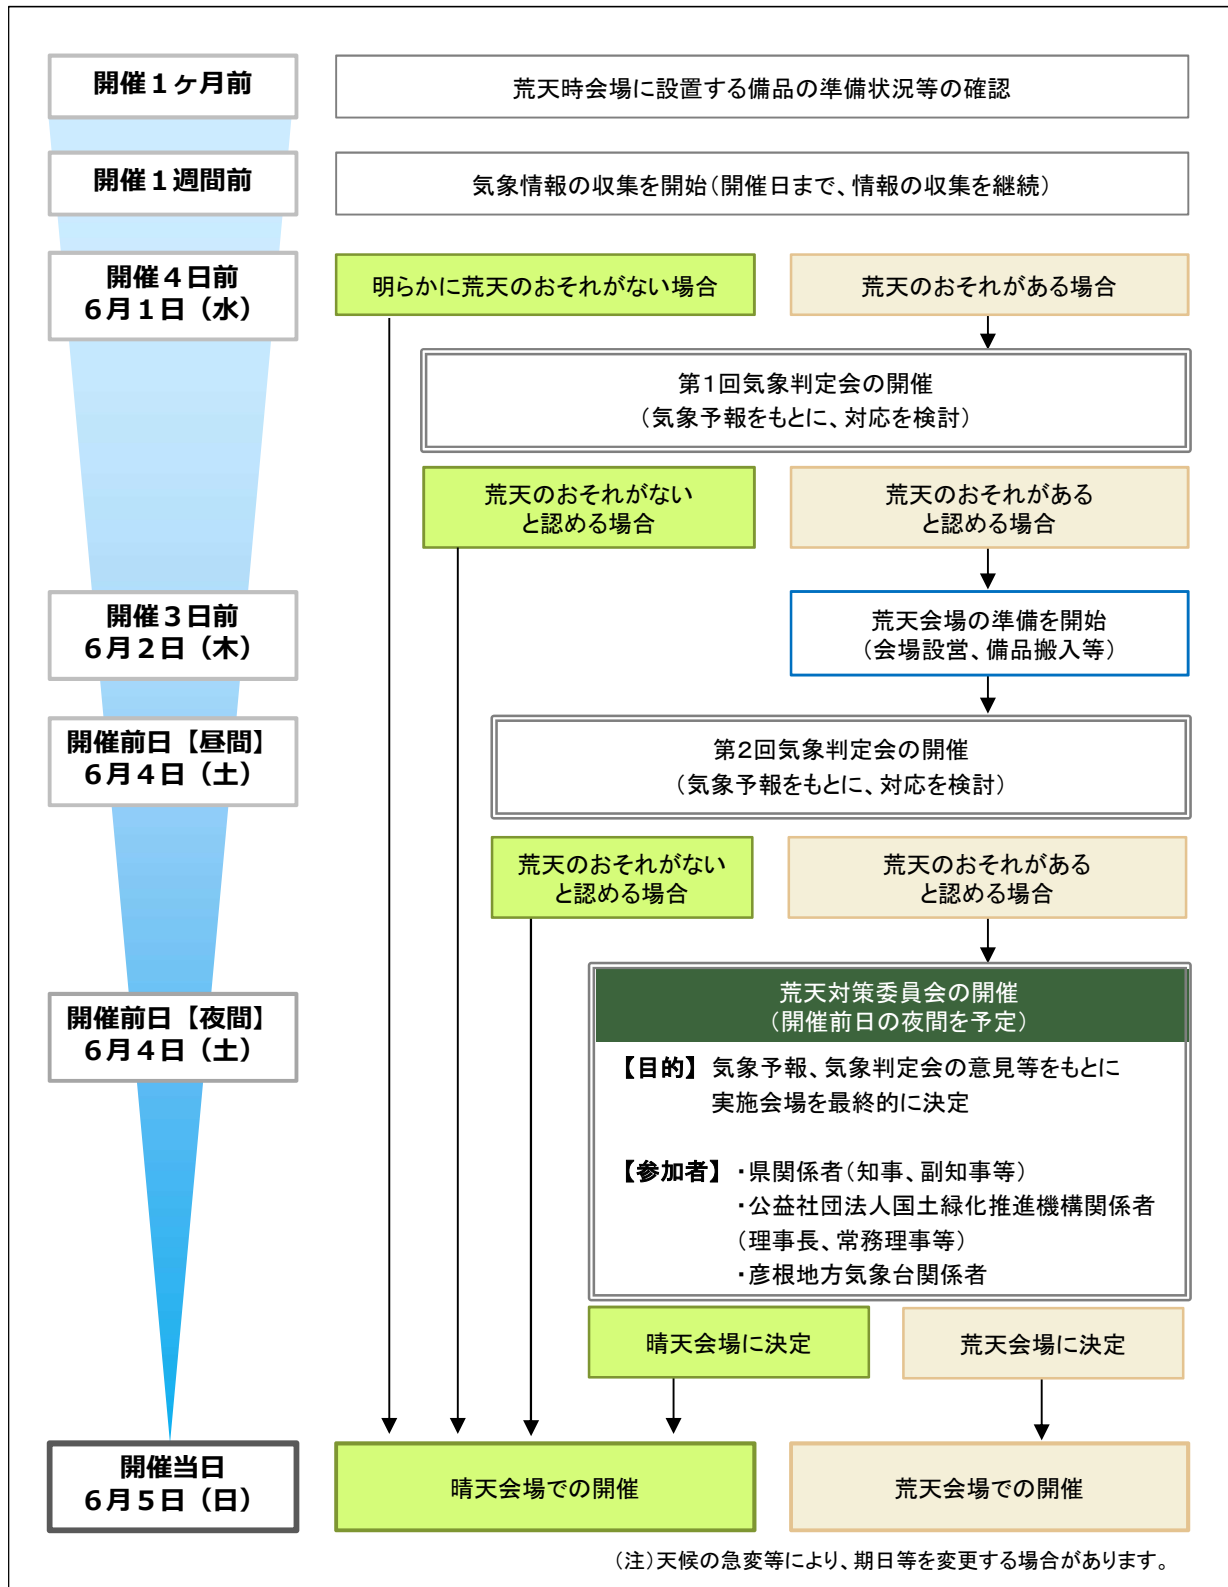 開催１ヶ月前
荒天時会場に設置する備品の準備状況等の確認
開催１週間前
気象情報の収集を開始（開催日まで、情報の収集を継続）
開催４日前
６月１日（水）
明らかに荒天のおそれがない場合
荒天のおそれがある場合
第１回気象判定会の開催
（気象予報をもとに、対応を検討）
荒天のおそれがない
と認める場合
荒天のおそれがある
と認める場合
開催３日前
６月２日（木）
荒天会場の準備を開始
（会場設営、備品搬入等）
開催前日【昼間】
６月４日（土）
第２回気象判定会の開催
（気象予報をもとに、対応を検討）
荒天のおそれがない
と認める場合
荒天のおそれがある
と認める場合
開催前日【夜間】
６月４日（土）
荒天対策委員会の開催
（開催前日の夜間を予定）
【目的】 気象予報、気象判定会の意見等をもとに
実施会場を最終的に決定
【参加者】 ・県関係者（知事、副知事等）
・公益社団法人国土緑化推進機構関係者
（理事長、常務理事等）
・彦根地方気象台関係者
晴天会場に決定
荒天会場に決定
開催当日
６月５日（日）
晴天会場での開催
荒天会場での開催
（注）天候の急変等により、期日等を変更する場合があります。